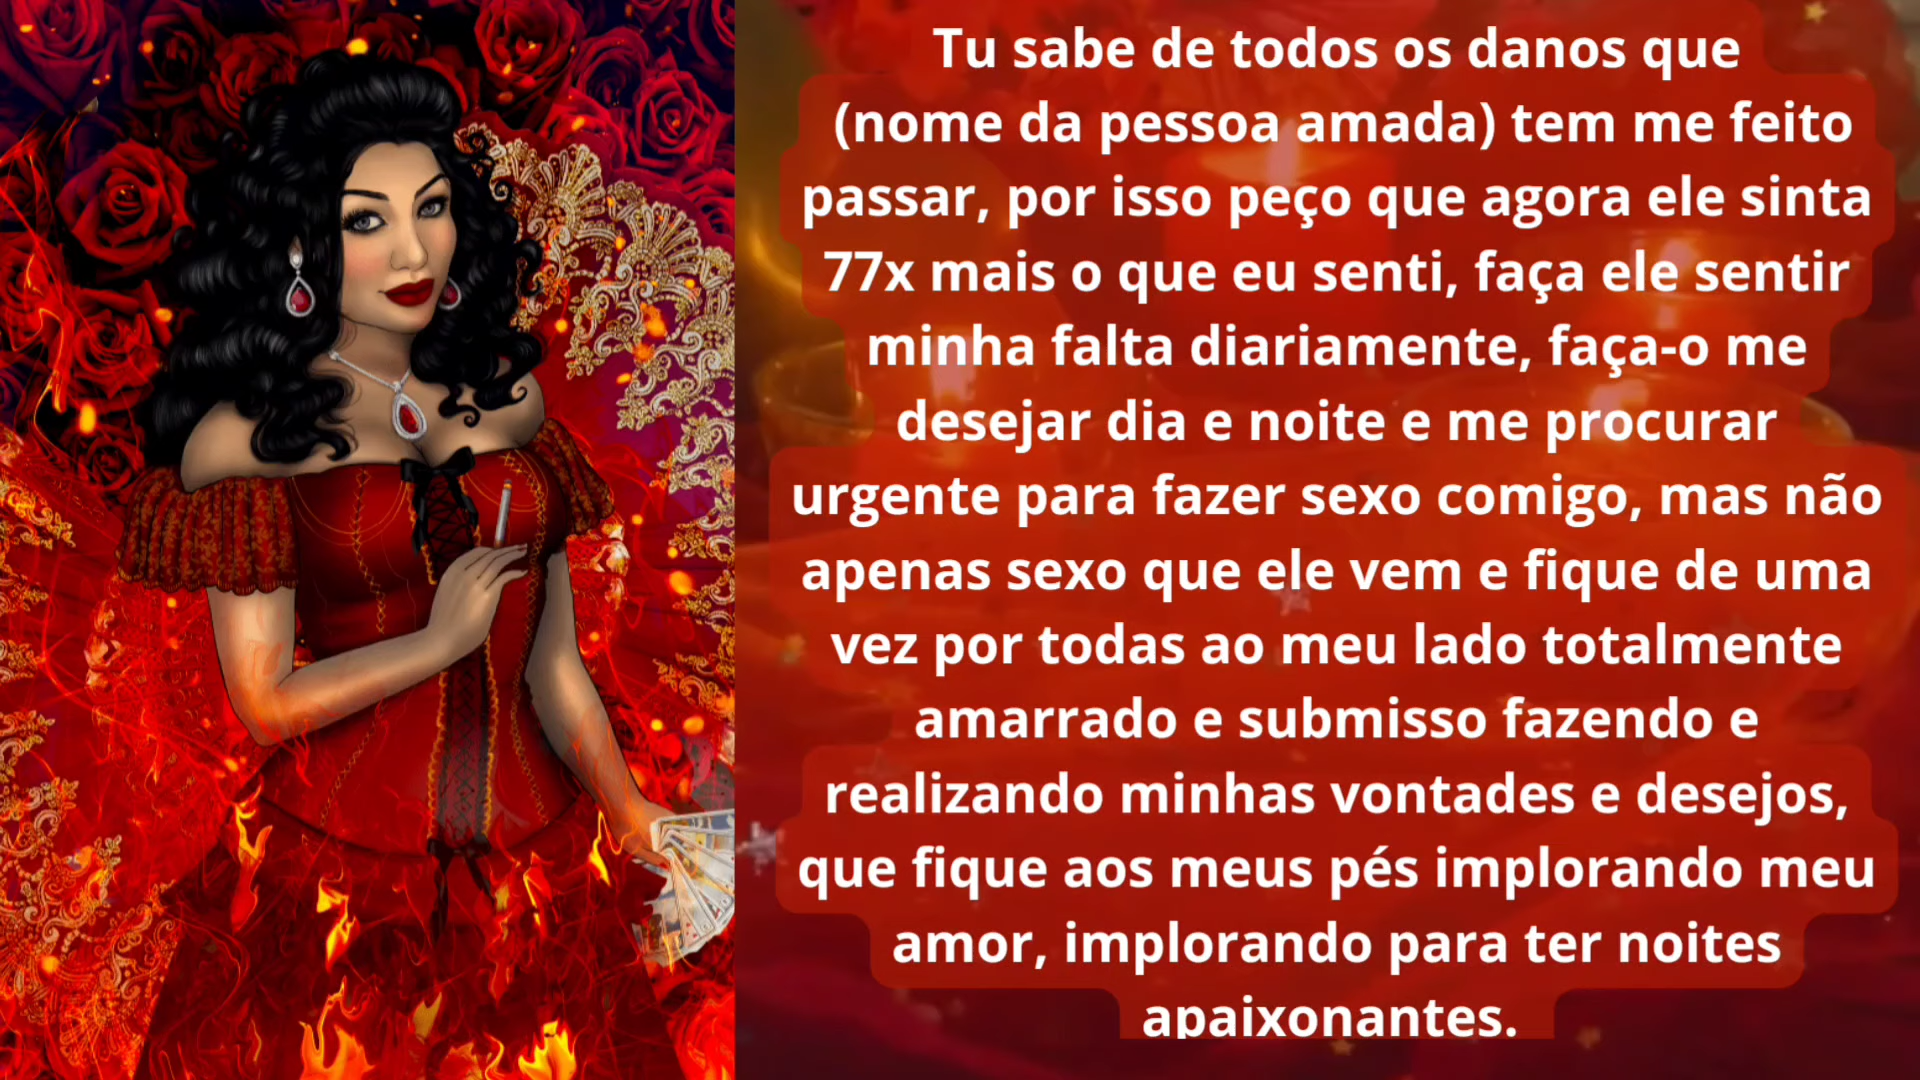 Tu sabe de todos os danos que
(nome da pessoa amada) tem me feito
passar, por isso peço que agora ele sinta
77x mais o que eu senti, faça ele sentir
minha falta diariamente, faça-o me
desejar dia e noite e me procurar
urgente para fazer sexo comigo, mas não
apenas sexo que ele vem e fique de uma
vez por todas ao meu lado totalmente
amarrado e submisso fazendo e
realizando minhas vontades e desejos,
que fique aos meus pés implorando meu
amor, implorando para ter noites
apaixonantes.